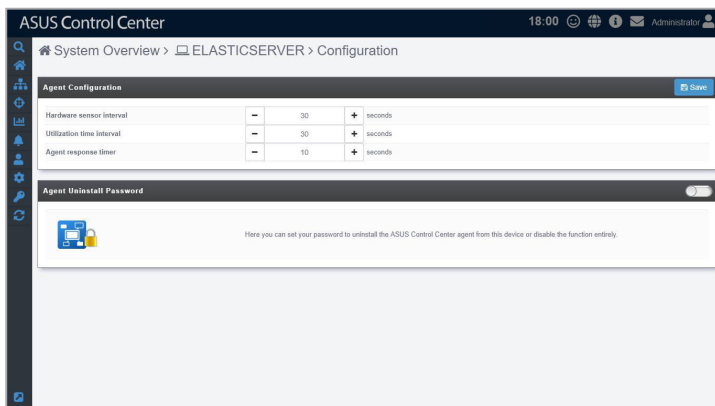 ASUS Control Center
18:00 Administrator
System Overview > ELASTICSERVER > Configuration
Agent Configuration Save
Hardware sensor interval − 30 + seconds
Utilization time interval − 30 + seconds
Agent response timer − 10 + seconds
Agent Uninstall Password
Here you can set your password to uninstall the ASUS Control Center agent from this device or disable the function entirely.